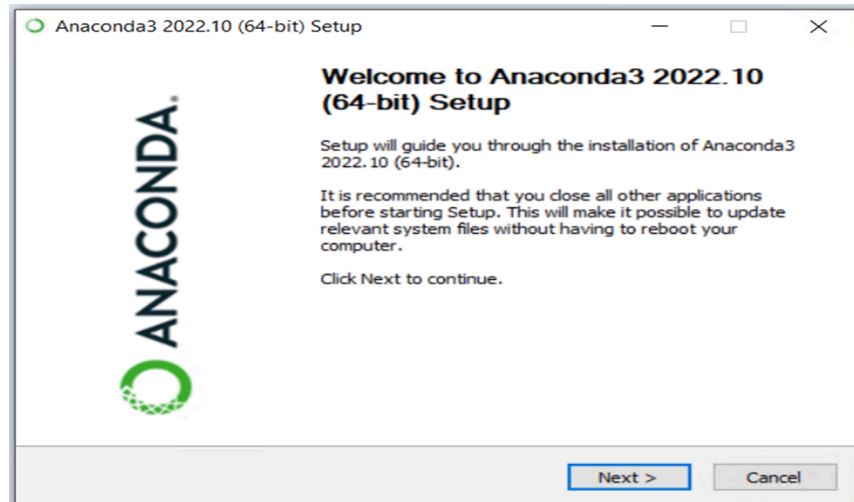 Anaconda3 2022.10 (64-bit) Setup
Welcome to Anaconda3 2022.10
(64-bit) Setup
Setup will guide you through the installation of Anaconda3
2022.10 (64-bit).
It is recommended that you close all other applications
before starting Setup. This will make it possible to update
relevant system files without having to reboot your
computer.
Click Next to continue.
ANACONDA.
Next >
Cancel